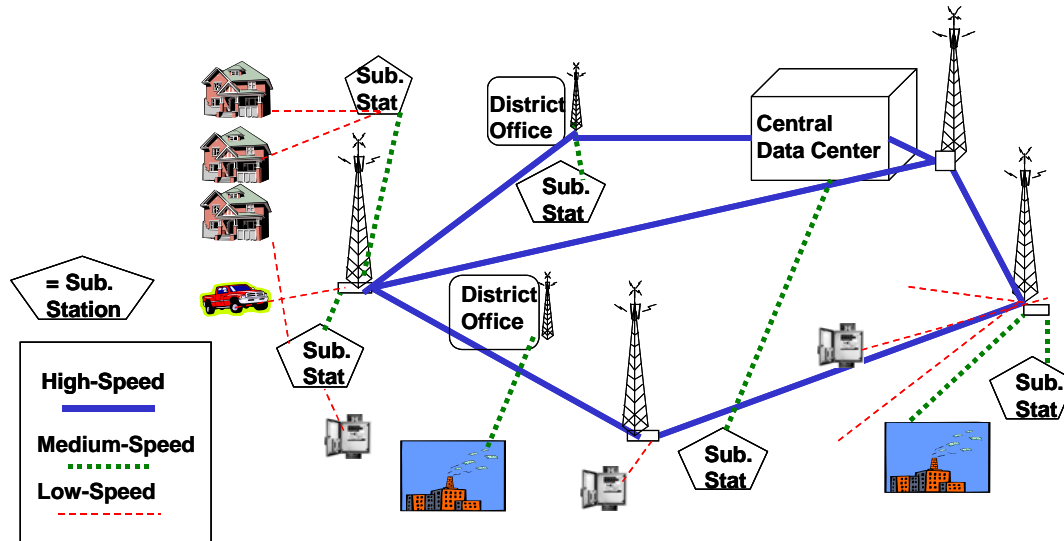 Sub.
Stat
District
Office
Central
Data Center
Sub.
Stat
= Sub.
Station
District
Office
Sub.
Stat
High-Speed
Medium-Speed
Low-Speed
Sub.
Stat
Sub.
Stat